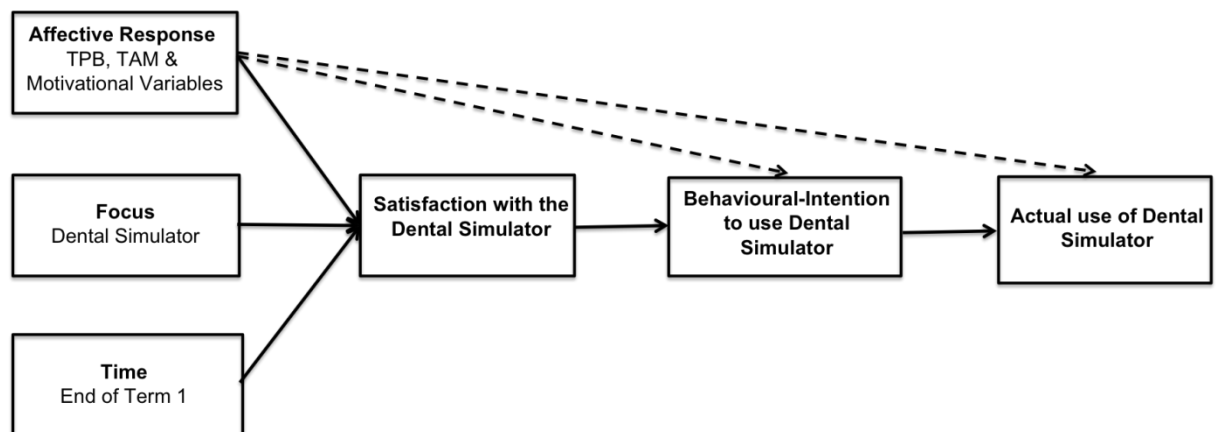 Affective Response
TPB, TAM &
Motivational Variables
Focus
Dental Simulator
Time
End of Term 1
Satisfaction with the
Dental Simulator
Behavioural-Intention
to use Dental
Simulator
Actual use of Dental
Simulator